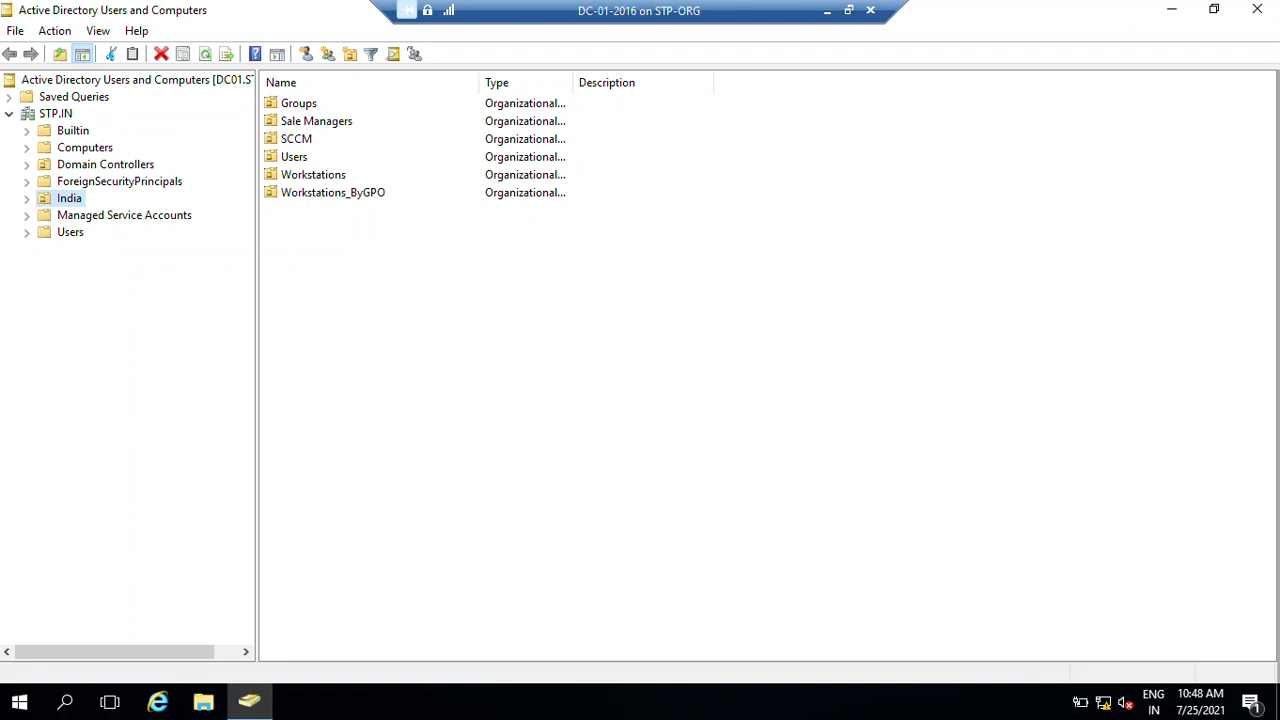 Active Directory Users and Computers
DC-01-2016 on STP-ORG
File Action View Help
Active Directory Users and Computers [DC01.ST
Saved Queries
STP.IN
Builtin
Computers
Domain Controllers
ForeignSecurityPrincipals
India
Managed Service Accounts
Users
Name Type Description
Groups Organizational...
Sale Managers Organizational...
SCCM Organizational...
Users Organizational...
Workstations Organizational...
Workstations_ByGPO Organizational...
ENG
IN
10:48 AM
7/25/2021
1